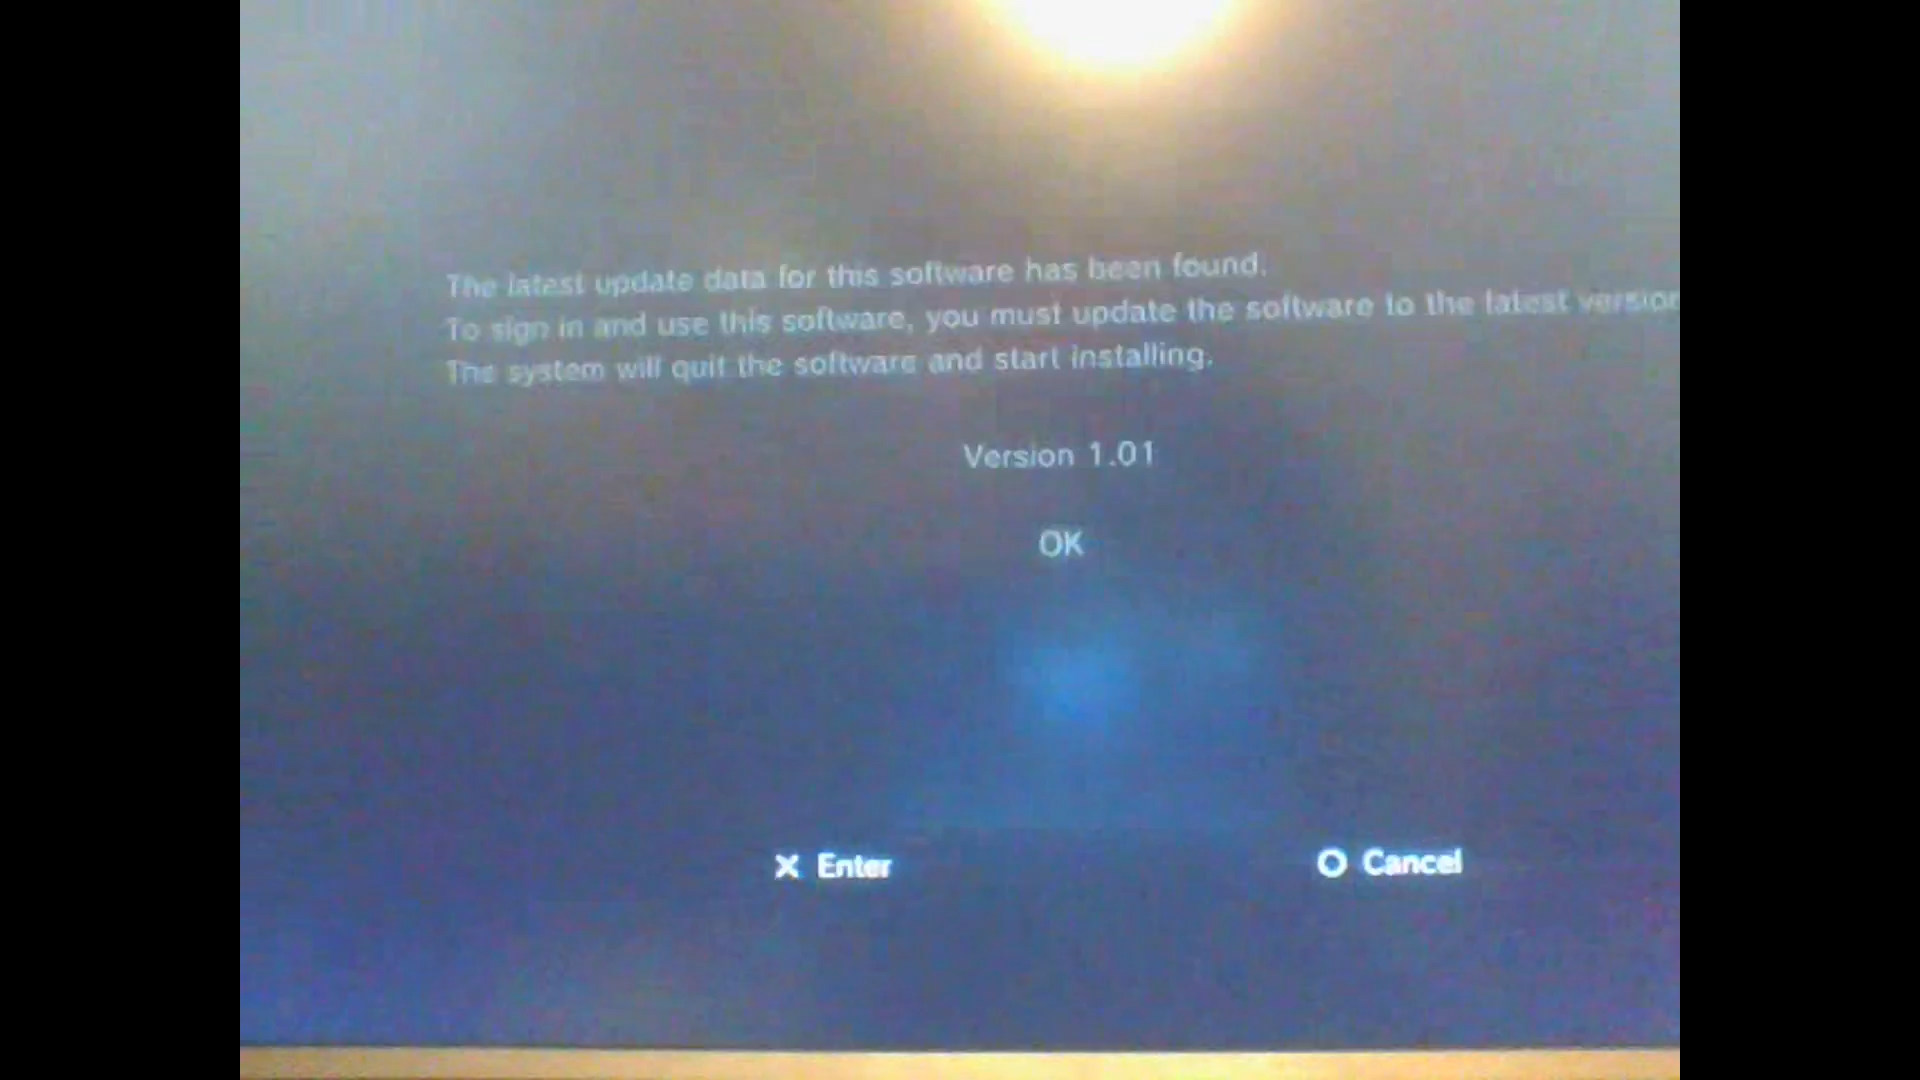 The latest update data for this software has been found.
To sign in and use this software, you must update the software to the latest version
The system will quit the software and start installing.
Version 1.01
OK
X Enter
O Cancel